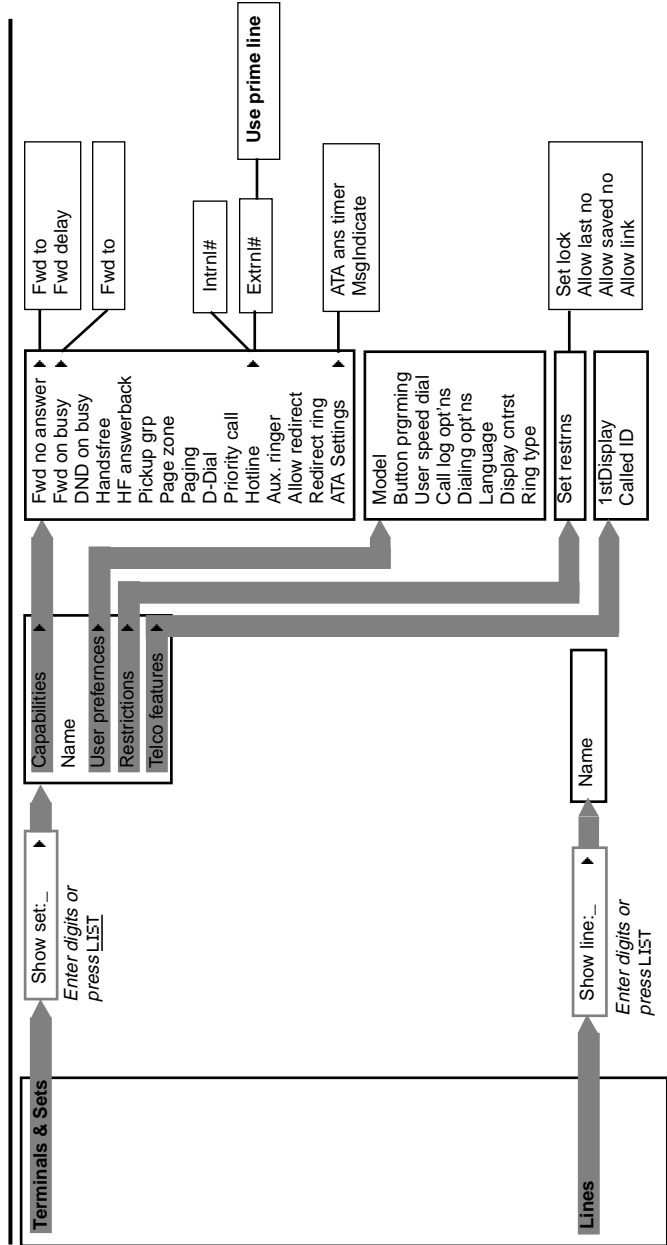 Terminals & Sets
Show set:_
Enter digits or
press LIST
Capabilities
Name
User prefernces
Restrictions
Telco features
Fwd no answer
Fwd on busy
DND on busy
Handsfree
HF answerback
Pickup grp
Page zone
Paging
D-Dial
Priority call
Hotline
Aux. ringer
Allow redirect
Redirect ring
ATA Settings
Fwd to
Fwd delay
Fwd to
Intrnl#
Extrnl#
Use prime line
ATA ans timer
MsgIndicate
Model
Button prgrming
User speed dial
Call log opt'ns
Dialing opt'ns
Language
Display cntrst
Ring type
Set restrns
Set lock
Allow last no
Allow saved no
Allow link
1stDisplay
Called ID
Lines
Show line:_
Enter digits or
press LIST
Name